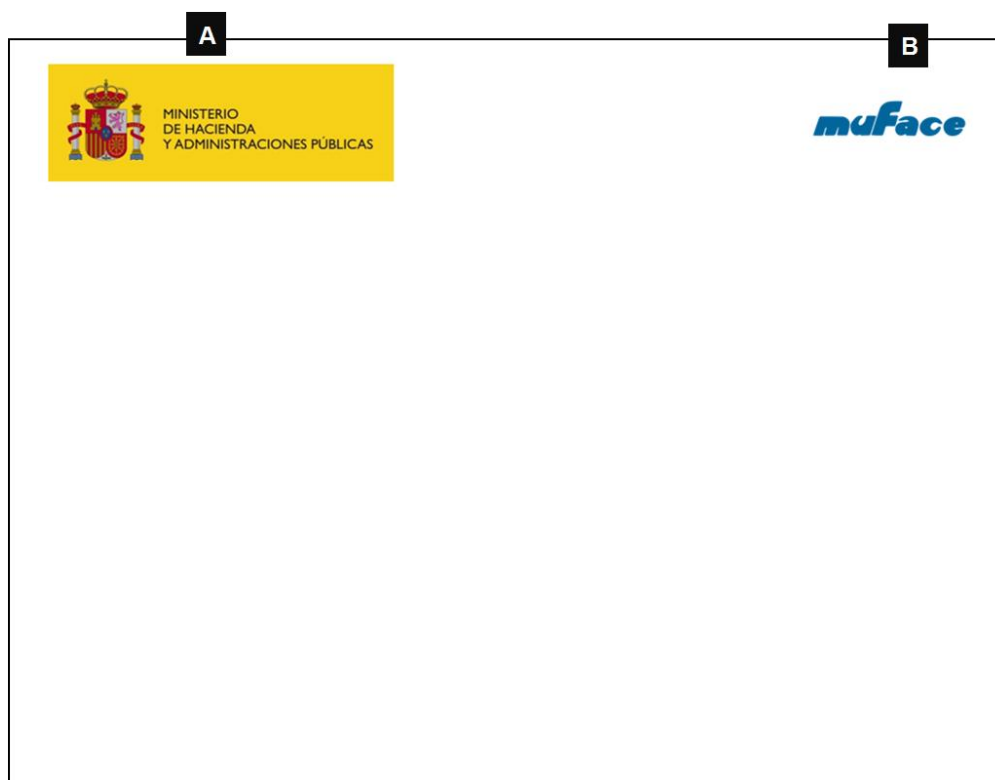 A
B
MINISTERIO
DE HACIENDA
Y ADMINISTRACIONES PÚBLICAS
muface